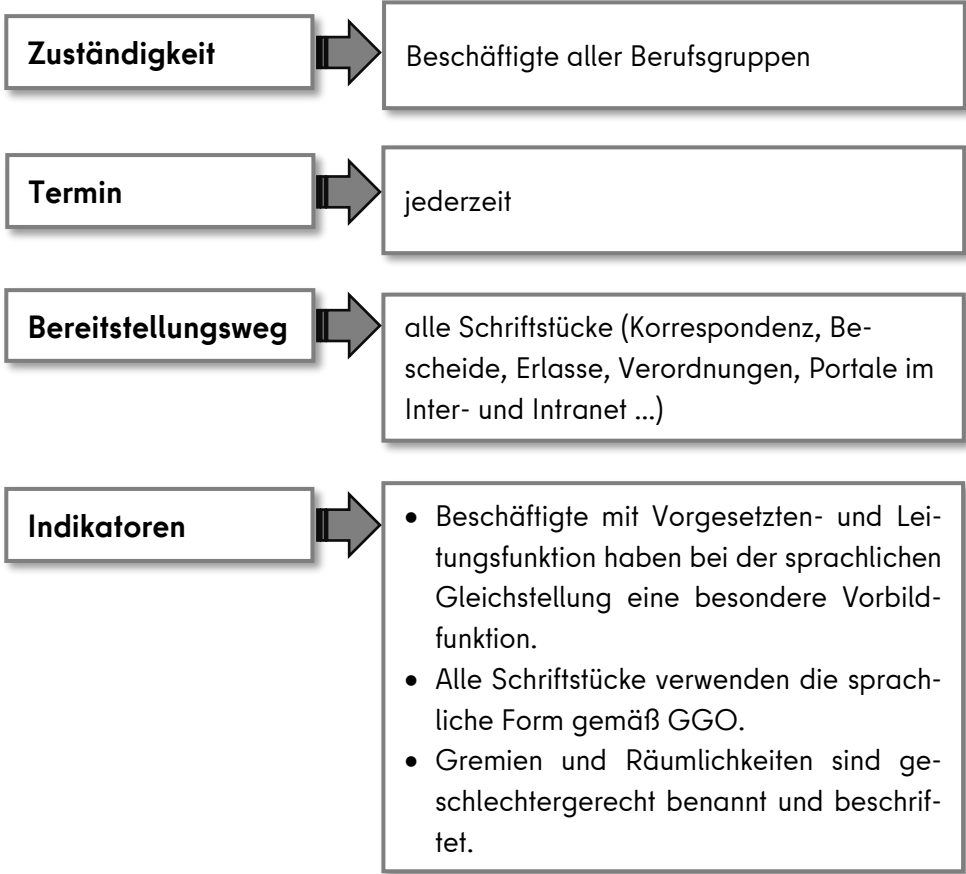 Zuständigkeit
Beschäftigte aller Berufsgruppen
Termin
jederzeit
Bereitstellungsweg
alle Schriftstücke (Korrespondenz, Be-
scheide, Erlasse, Verordnungen, Portale im
Inter- und Intranet ...)
Indikatoren
• Beschäftigte mit Vorgesetzten- und Lei-
tungsfunktion haben bei der sprachlichen
Gleichstellung eine besondere Vorbild-
funktion.
• Alle Schriftstücke verwenden die sprach-
liche Form gemäß GGO.
• Gremien und Räumlichkeiten sind ge-
schlechtergerecht benannt und beschrif-
tet.